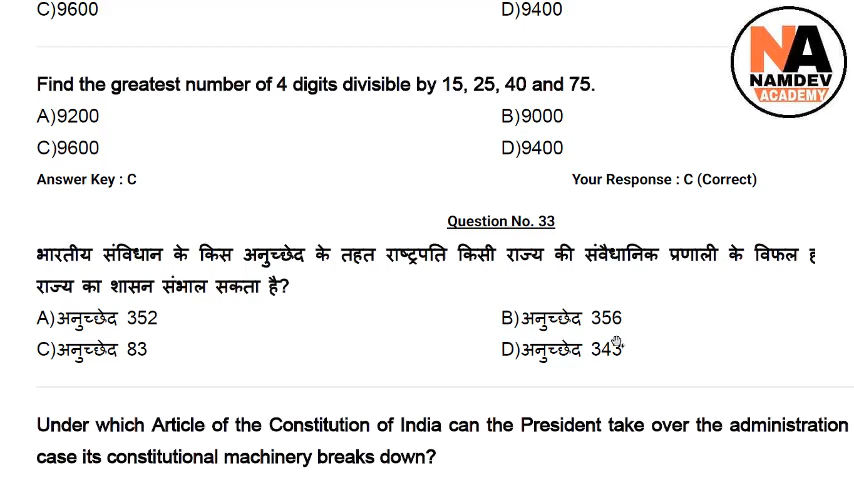 C)9600 D)9400
NA
NAMDEV
ACADEMY
Find the greatest number of 4 digits divisible by 15, 25, 40 and 75.
A)9200 B)9000
C)9600 D)9400
Answer Key : C Your Response : C (Correct)
Question No. 33
भारतीय संविधान के किस अनुच्छेद के तहत राष्ट्रपति किसी राज्य की संवैधानिक प्रणाली के विफल
राज्य का शासन संभाल सकता है?
A)अनुच्छेद 352 B)अनुच्छेद 356
C)अनुच्छेद 83 D)अनुच्छेद 343
Under which Article of the Constitution of India can the President take over the administration
case its constitutional machinery breaks down?